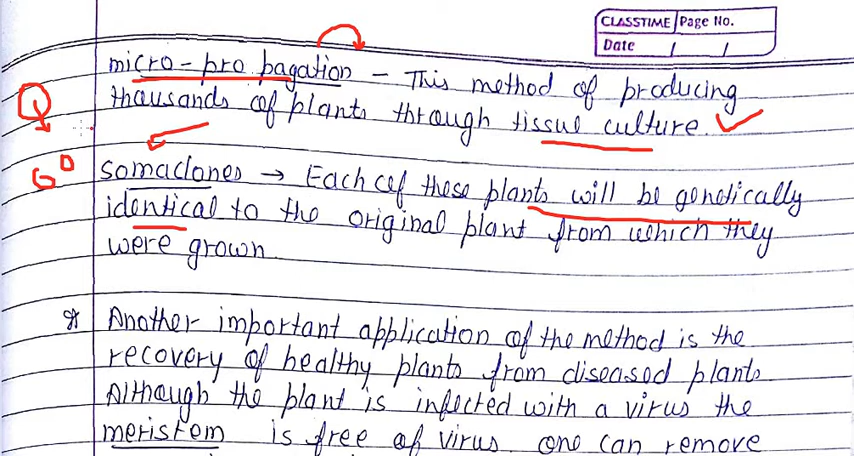 CLASSTIME Page No.
Date / /
micro-propagation - This method of producing
thousands of plants through tissue culture.
Q
somaclones → Each of these plants will be genetically
identical to the original plant from which they
were grown
Another important application of the method is the
recovery of healthy plants from diseased plants
Although the plant is infected with a virus the
meristem is free of virus. one can remove